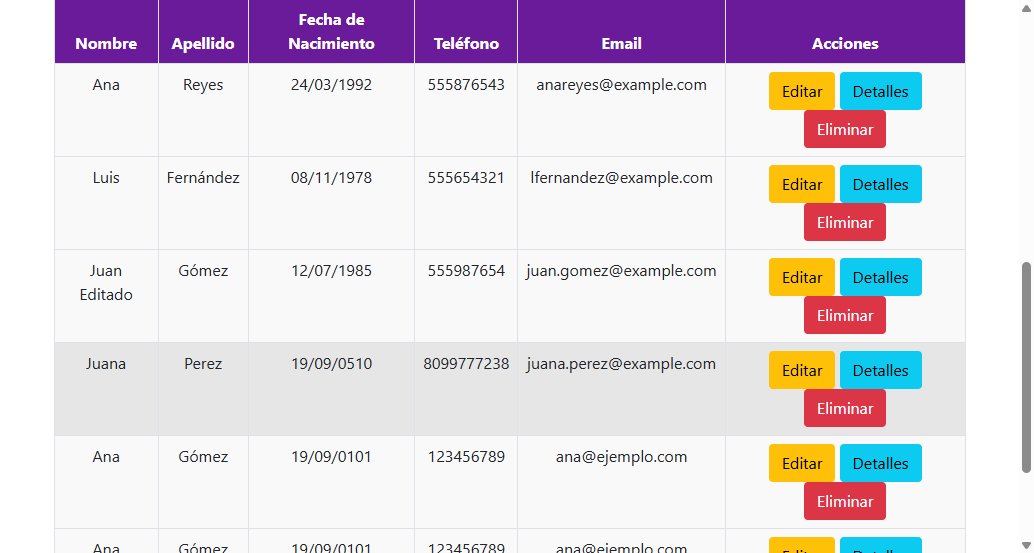 Nombre Apellido Fecha de Nacimiento Teléfono Email Acciones
Ana Reyes 24/03/1992 555876543 anareyes@example.com Editar Detalles
Eliminar
Luis Fernández 08/11/1978 555654321 lfernandez@example.com Editar Detalles
Eliminar
Juan Editado Gómez 12/07/1985 555987654 juan.gomez@example.com Editar Detalles
Eliminar
Juana Perez 19/09/0510 8099777238 juana.perez@example.com Editar Detalles
Eliminar
Ana Gómez 19/09/0101 123456789 ana@ejemplo.com Editar Detalles
Eliminar
Ana Gómez 19/09/0101 123456789 ana@ejemplo.com Editar Detalles